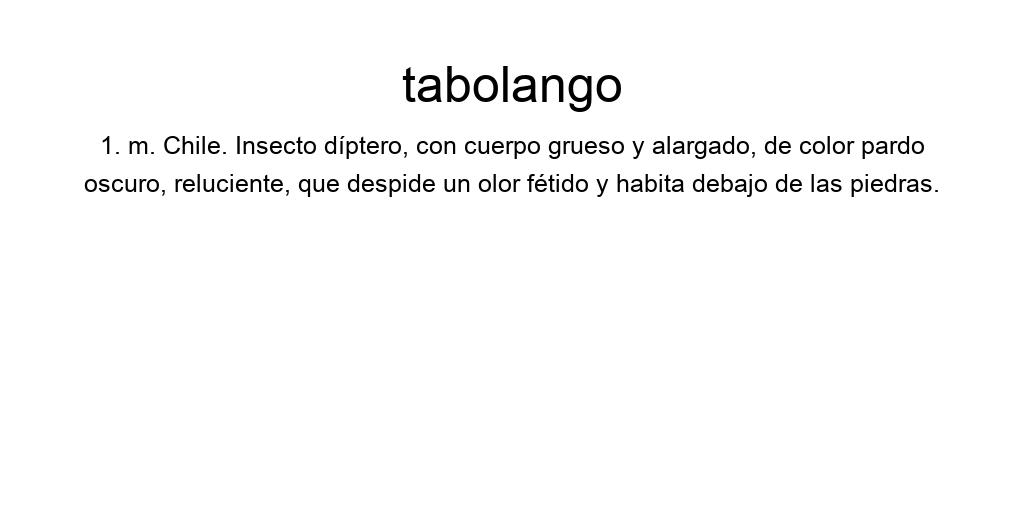 tabolango
1. m. Chile. Insecto díptero, con cuerpo grueso y alargado, de color pardo
oscuro, reluciente, que despide un olor fétido y habita debajo de las piedras.